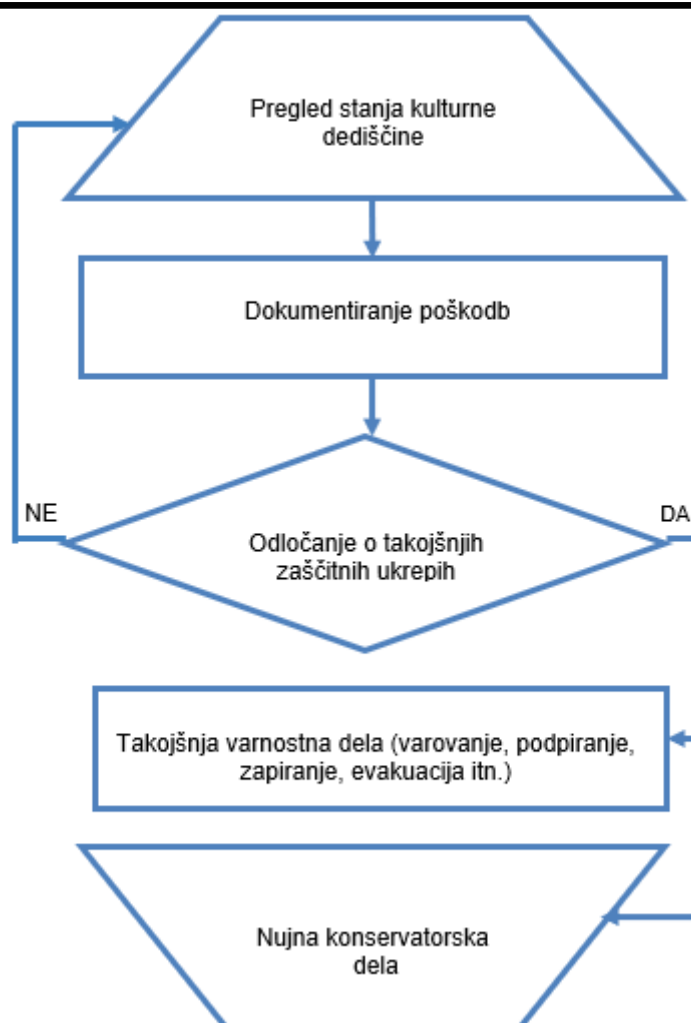 Pregled stanja kulturne
dediščine
Dokumentiranje poškodb
NE
DA
Odločanje o takojšnjih
zaščitnih ukrepih
Takojšnja varnostna dela (varovanje, podpiranje,
zapiranje, evakuacija itn.)
Nujna konservatorska
dela